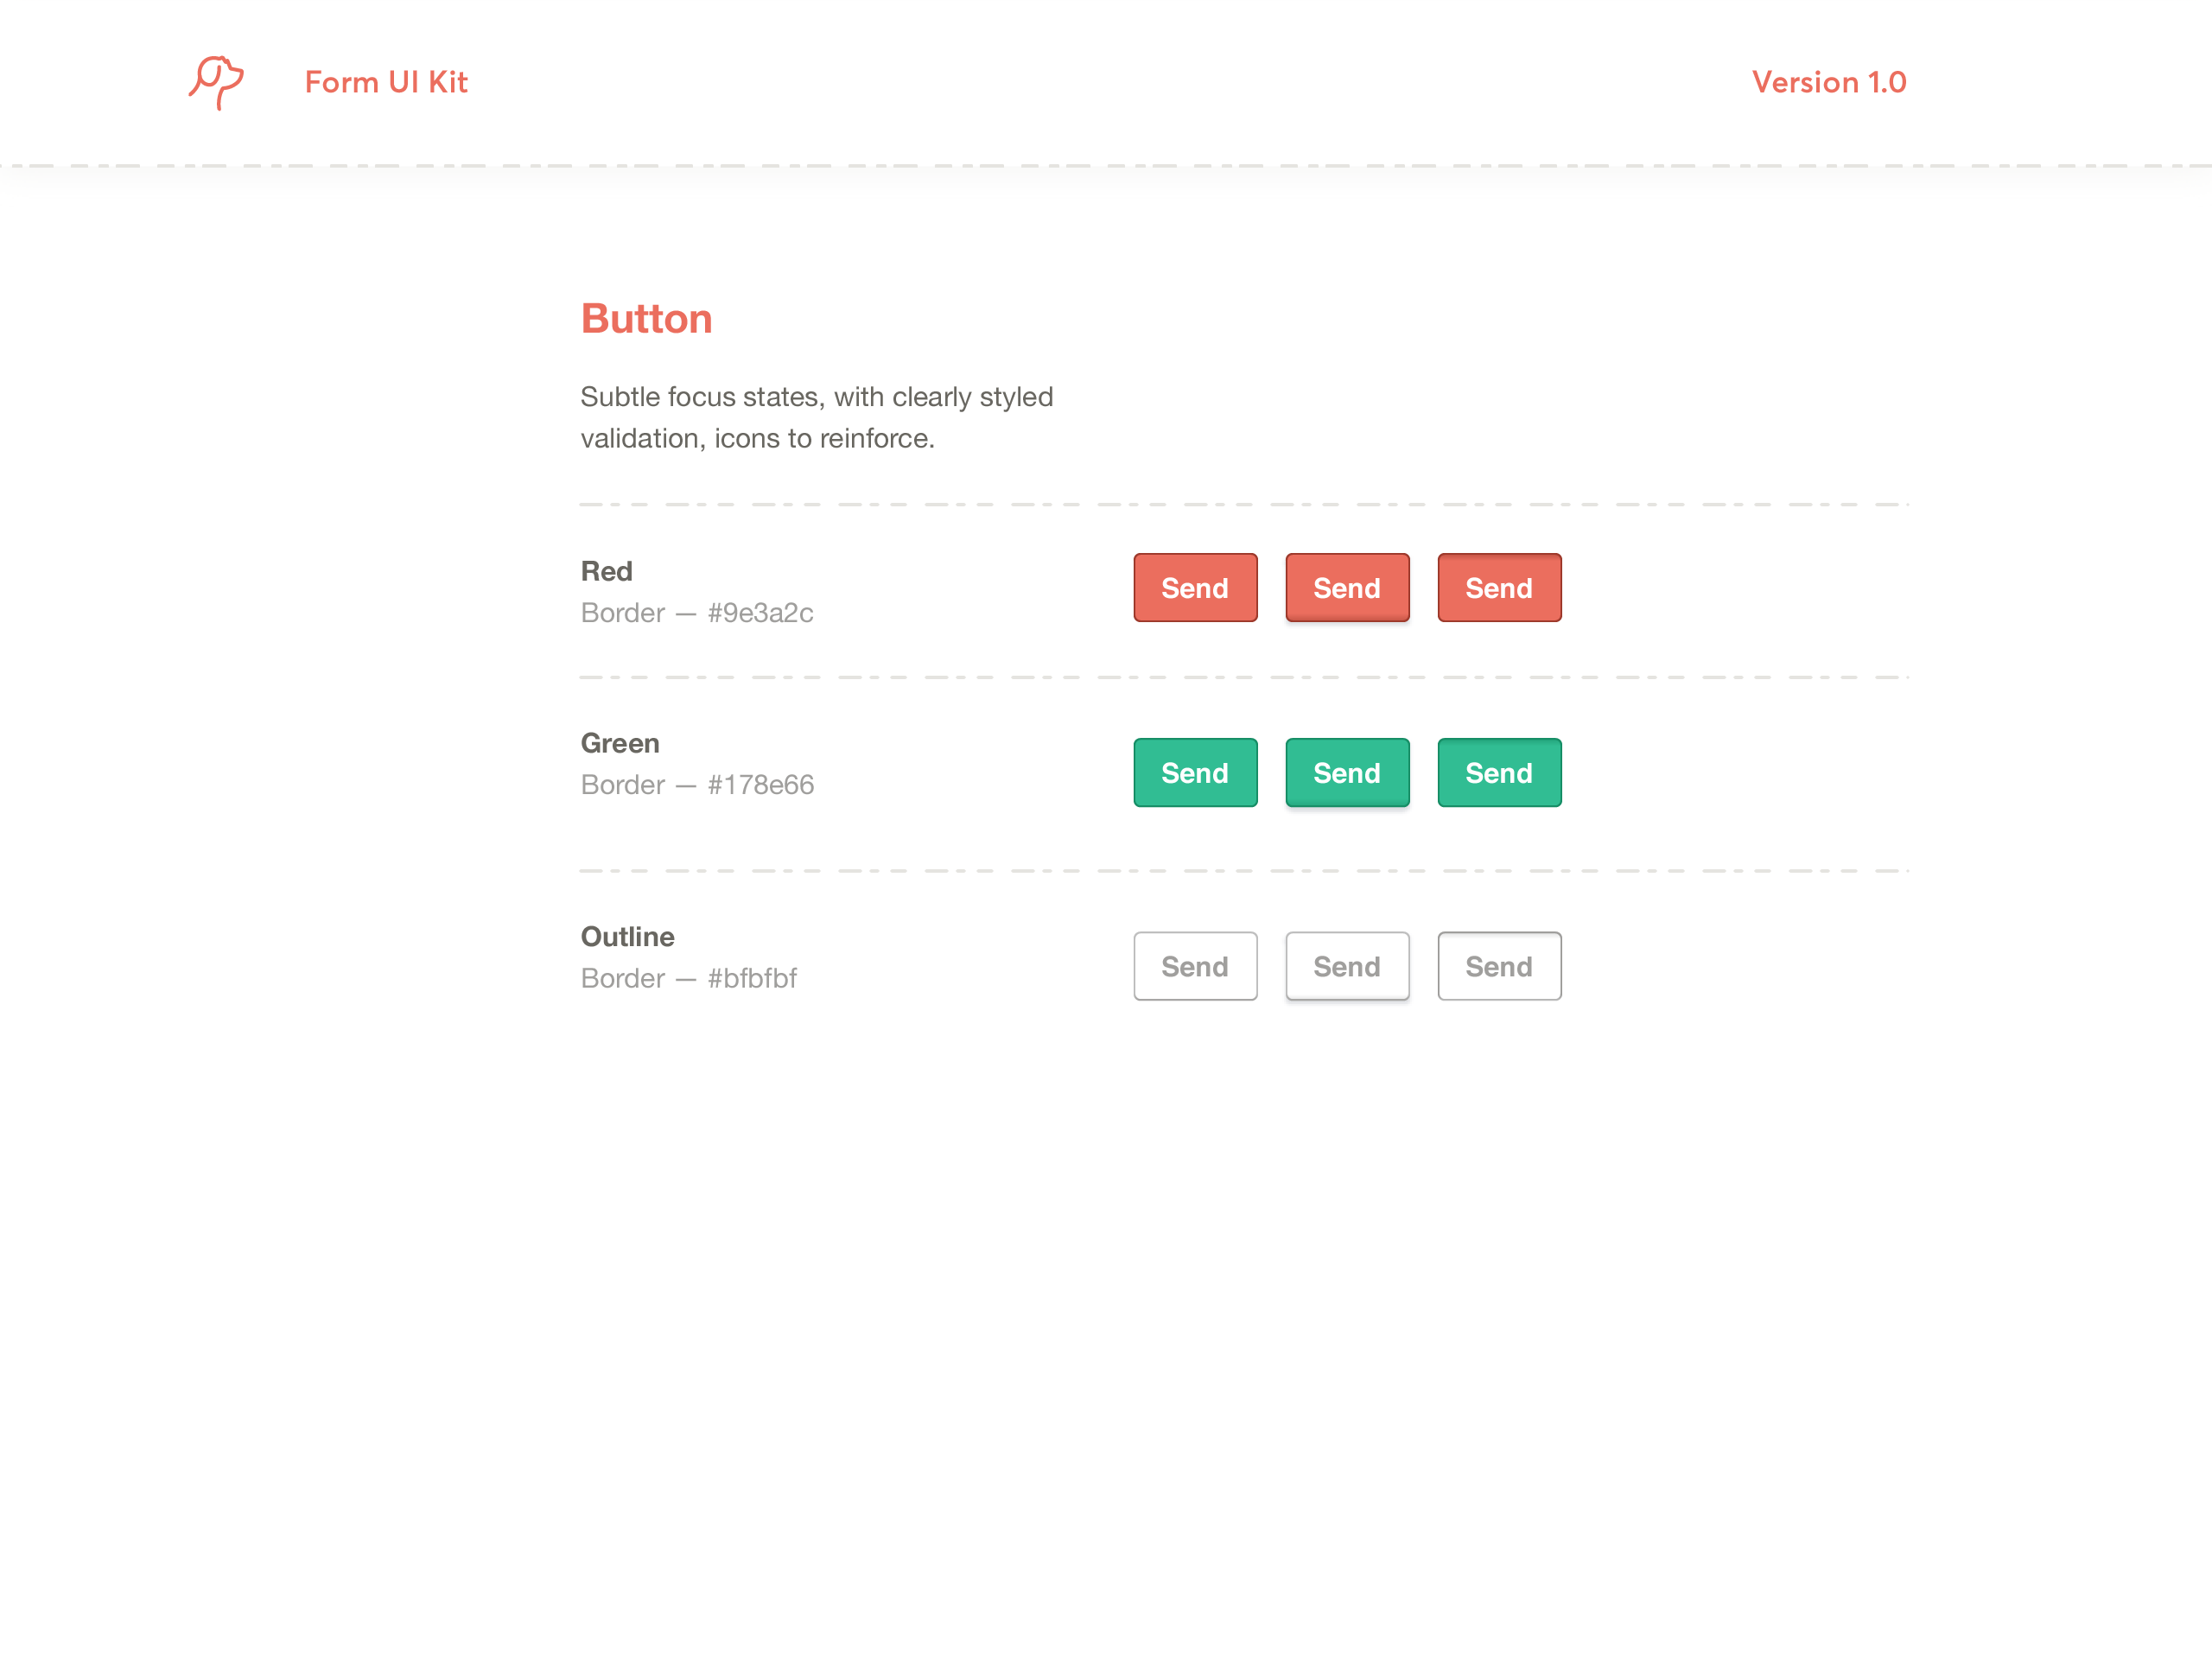 Form UI Kit
Version 1.0
Button
Subtle focus states, with clearly styled
validation, icons to reinforce.
Red
Border — #9e3a2c
Send
Send
Send
Green
Border — #178e66
Send
Send
Send
Outline
Border — #bfbfbf
Send
Send
Send